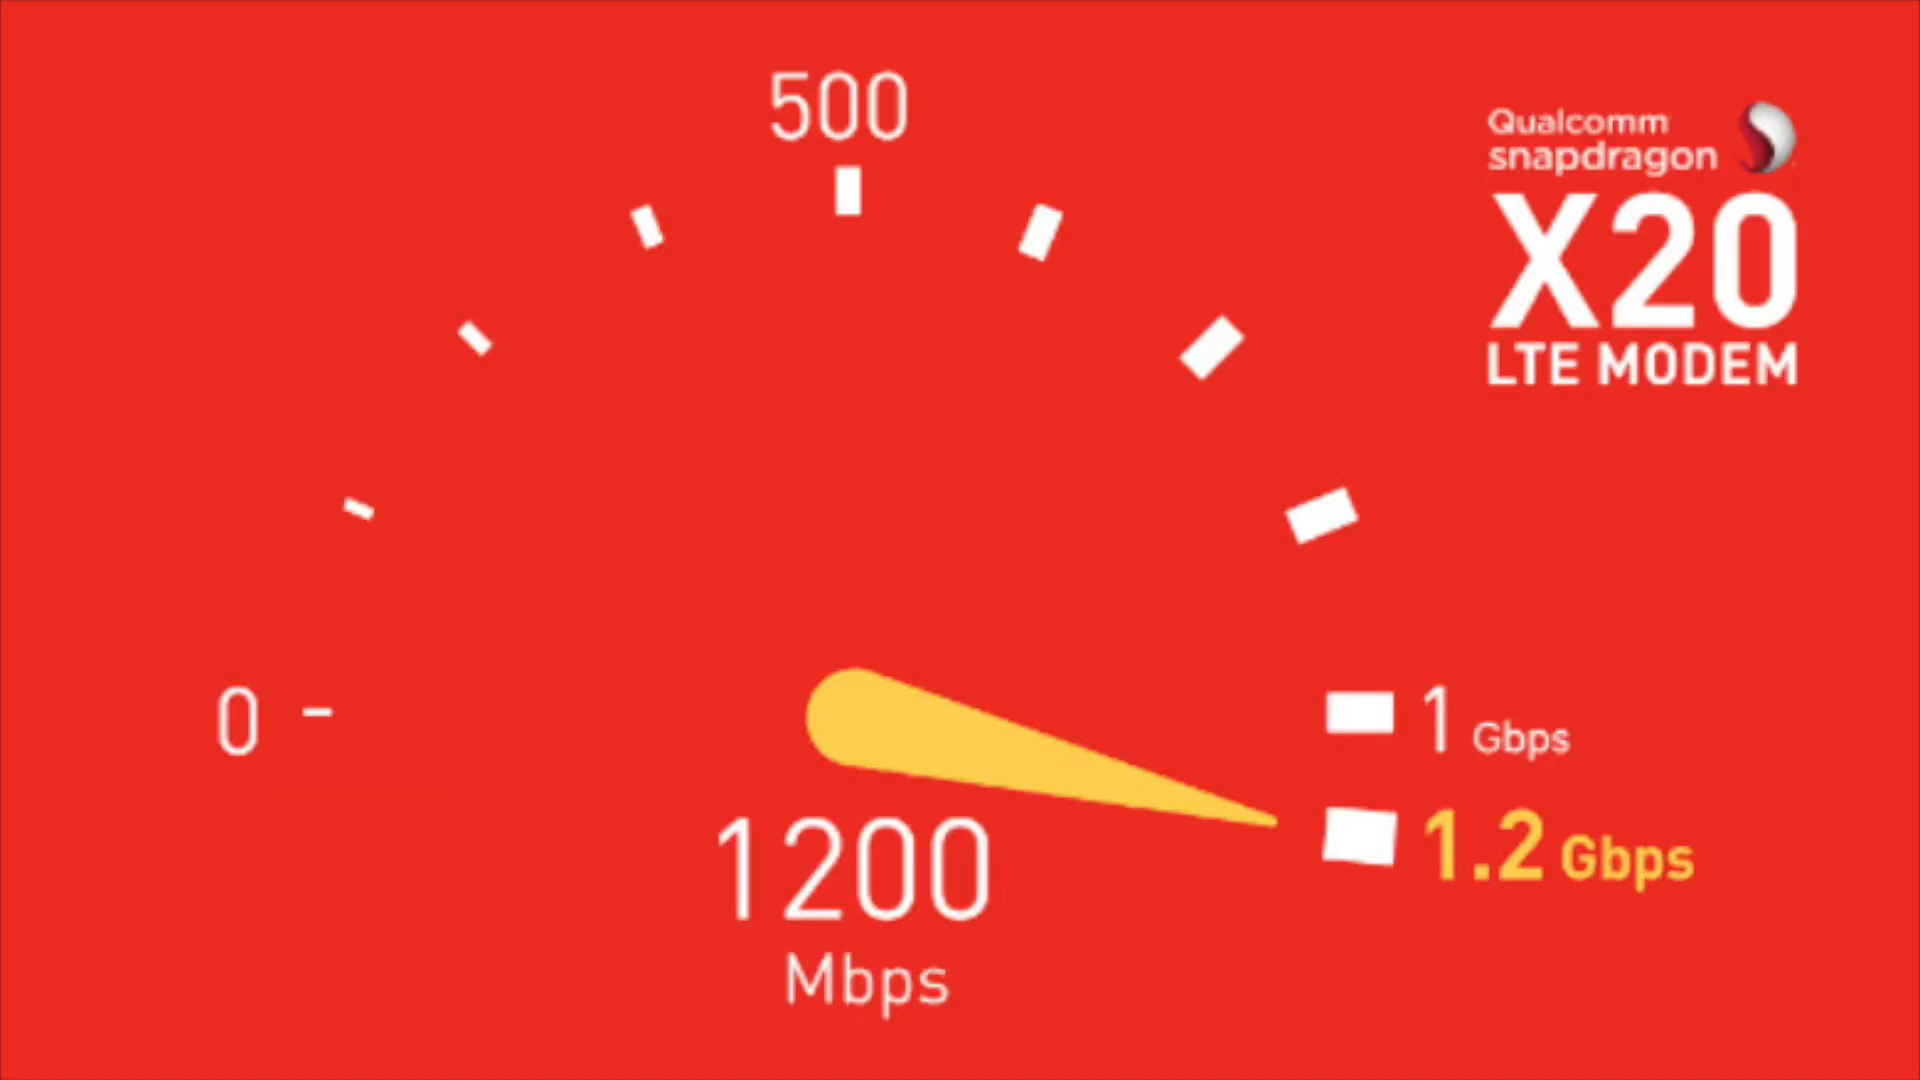 500
Qualcomm
snapdragon
X20
LTE MODEM
0
1 Gbps
1.2 Gbps
1200
Mbps